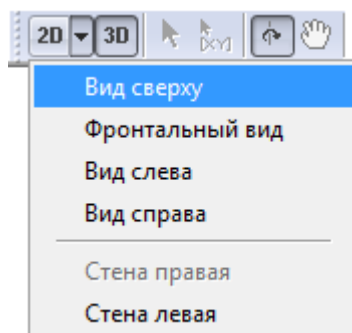 2D 3D
Вид сверху
Фронтальный вид
Вид слева
Вид справа
Стена правая
Стена левая